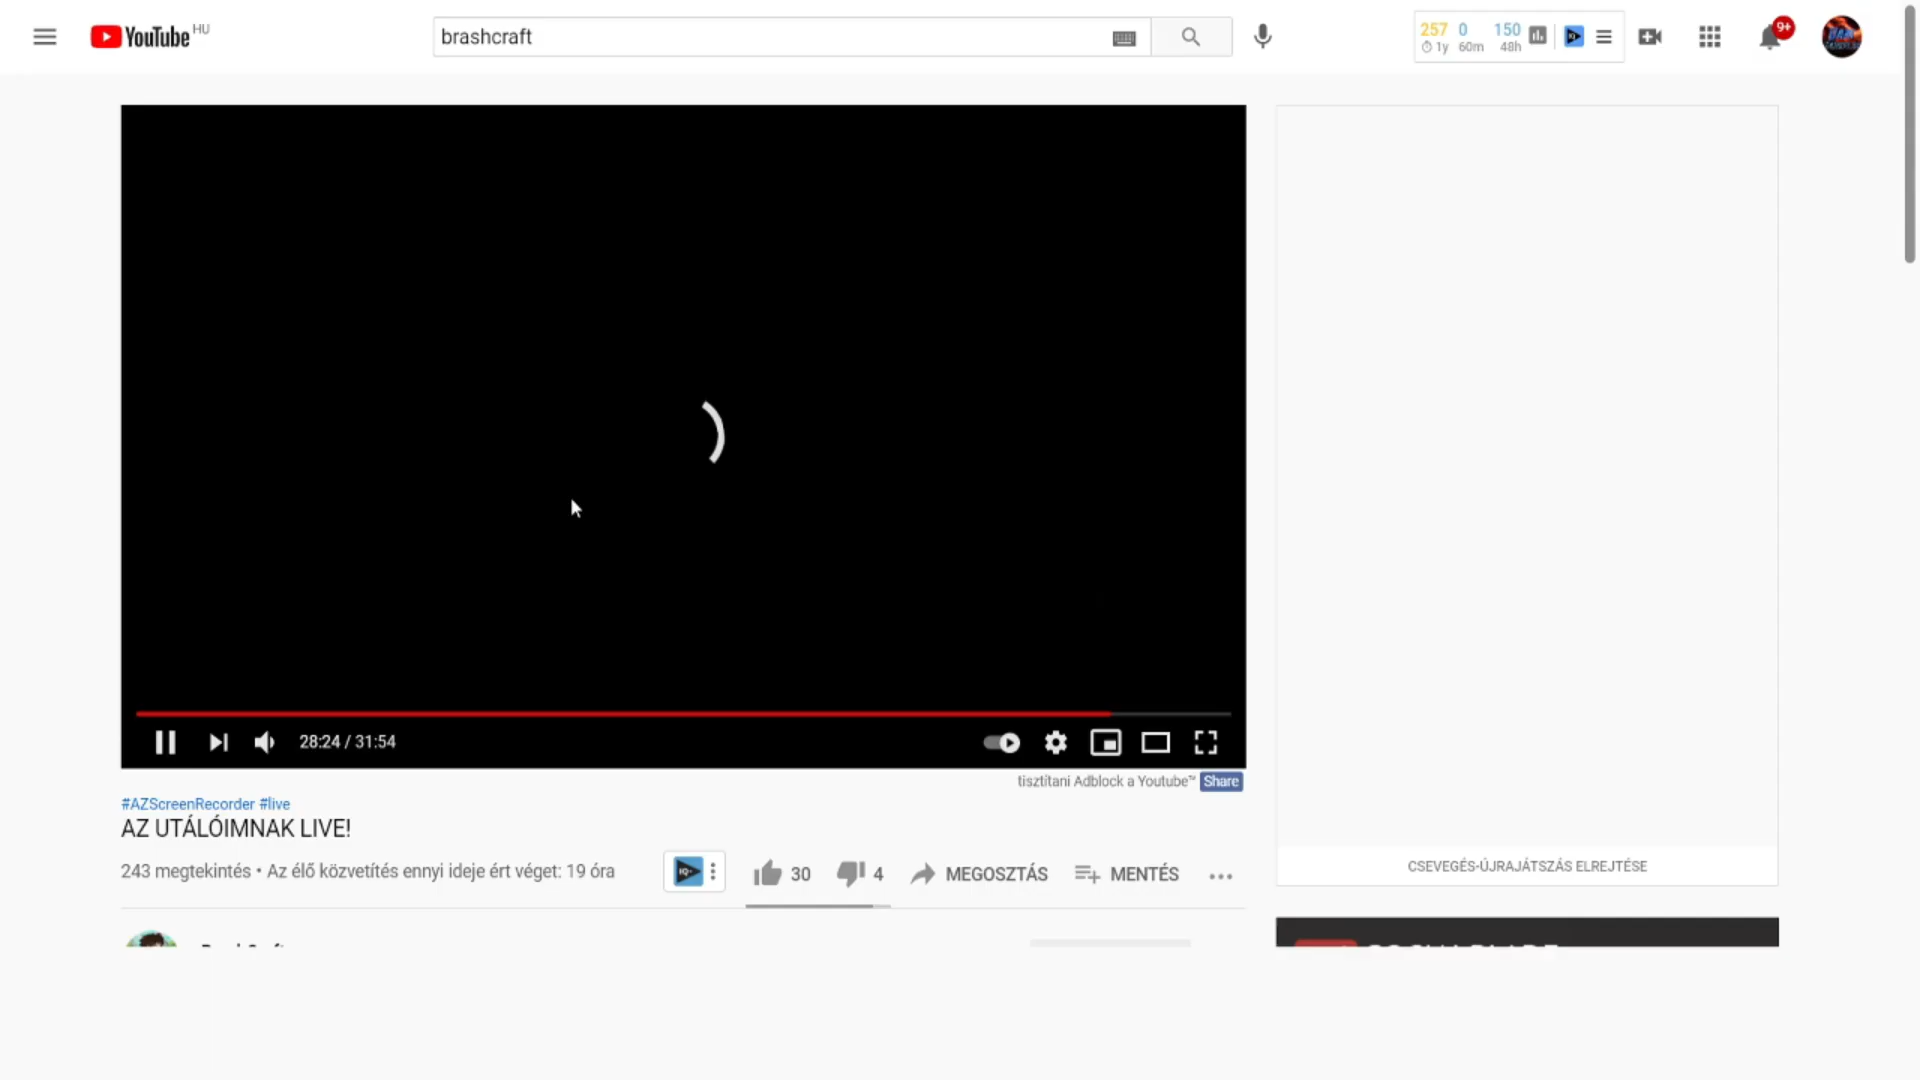 YouTube HU
brashcraft
257 0 150
1y 60m 48h
9+
28:24 / 31:54
tisztítani Adblock a Youtube™ Share
#AZScreenRecorder #live
AZ UTÁLÓIMNAK LIVE!
243 megtekintés • Az élő közvetítés ennyi ideje ért véget: 19 óra
IQ
30
4
MEGOSZTÁS
MENTÉS
CSEVEGÉS-ÚJRAJÁTSZÁS ELREJTÉSE